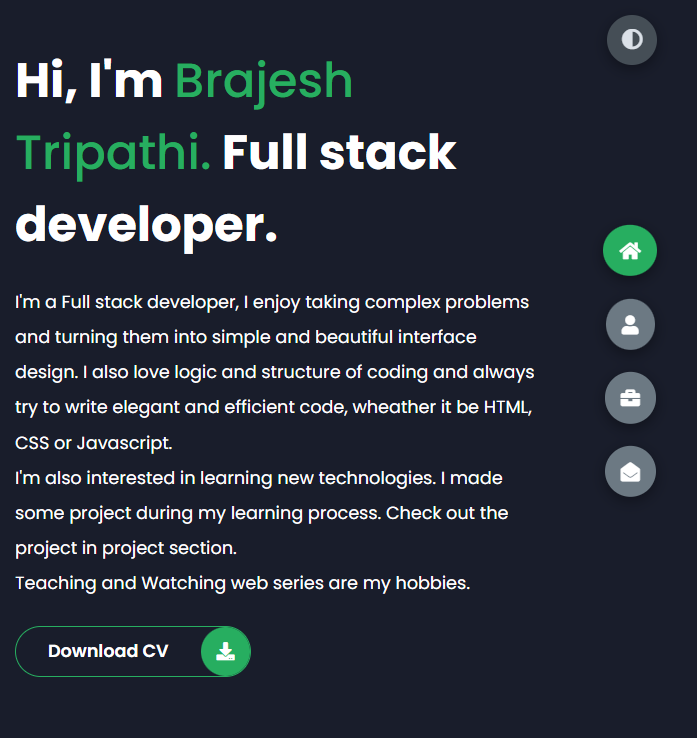 Hi, I'm Brajesh
Tripathi. Full stack
developer.
I'm a Full stack developer, I enjoy taking complex problems
and turning them into simple and beautiful interface
design. I also love logic and structure of coding and always
try to write elegant and efficient code, wheather it be HTML,
CSS or Javascript.
I'm also interested in learning new technologies. I made
some project during my learning process. Check out the
project in project section.
Teaching and Watching web series are my hobbies.
Download CV